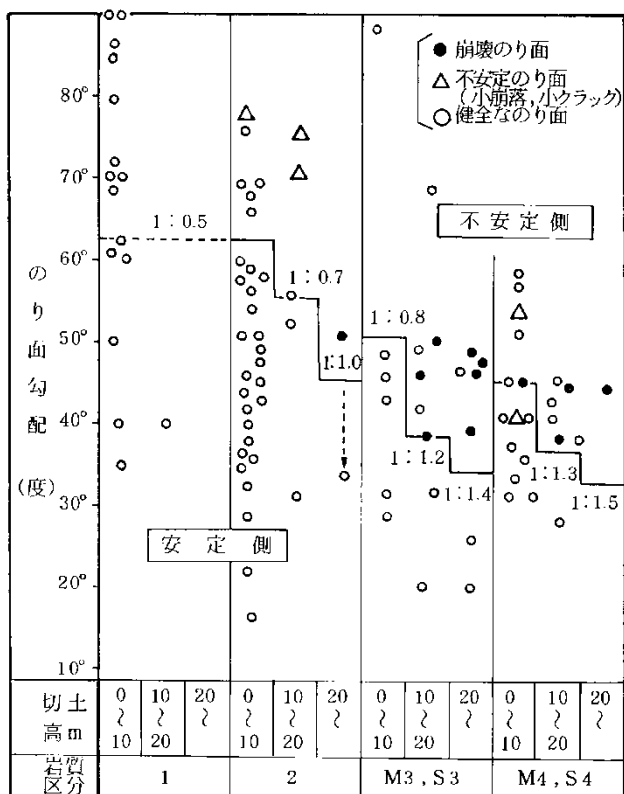 ● 崩壊のり面
△ 不安定のり面
(小崩落,小クラック)
○ 健全なのり面
80°
70°
60°
50°
40°
30°
20°
10°
のり面勾配(度)
1:0.5
1:0.7
1:1.0
1:0.8
1:1.2
1:1.4
1:1.3
1:1.5
不安定側
安定側
切土高m
0〜10
10〜20
20〜
0〜10
10〜20
20〜
0〜10
10〜20
20〜
0〜10
10〜20
20〜
岩質区分
1
2
M3,S3
M4,S4